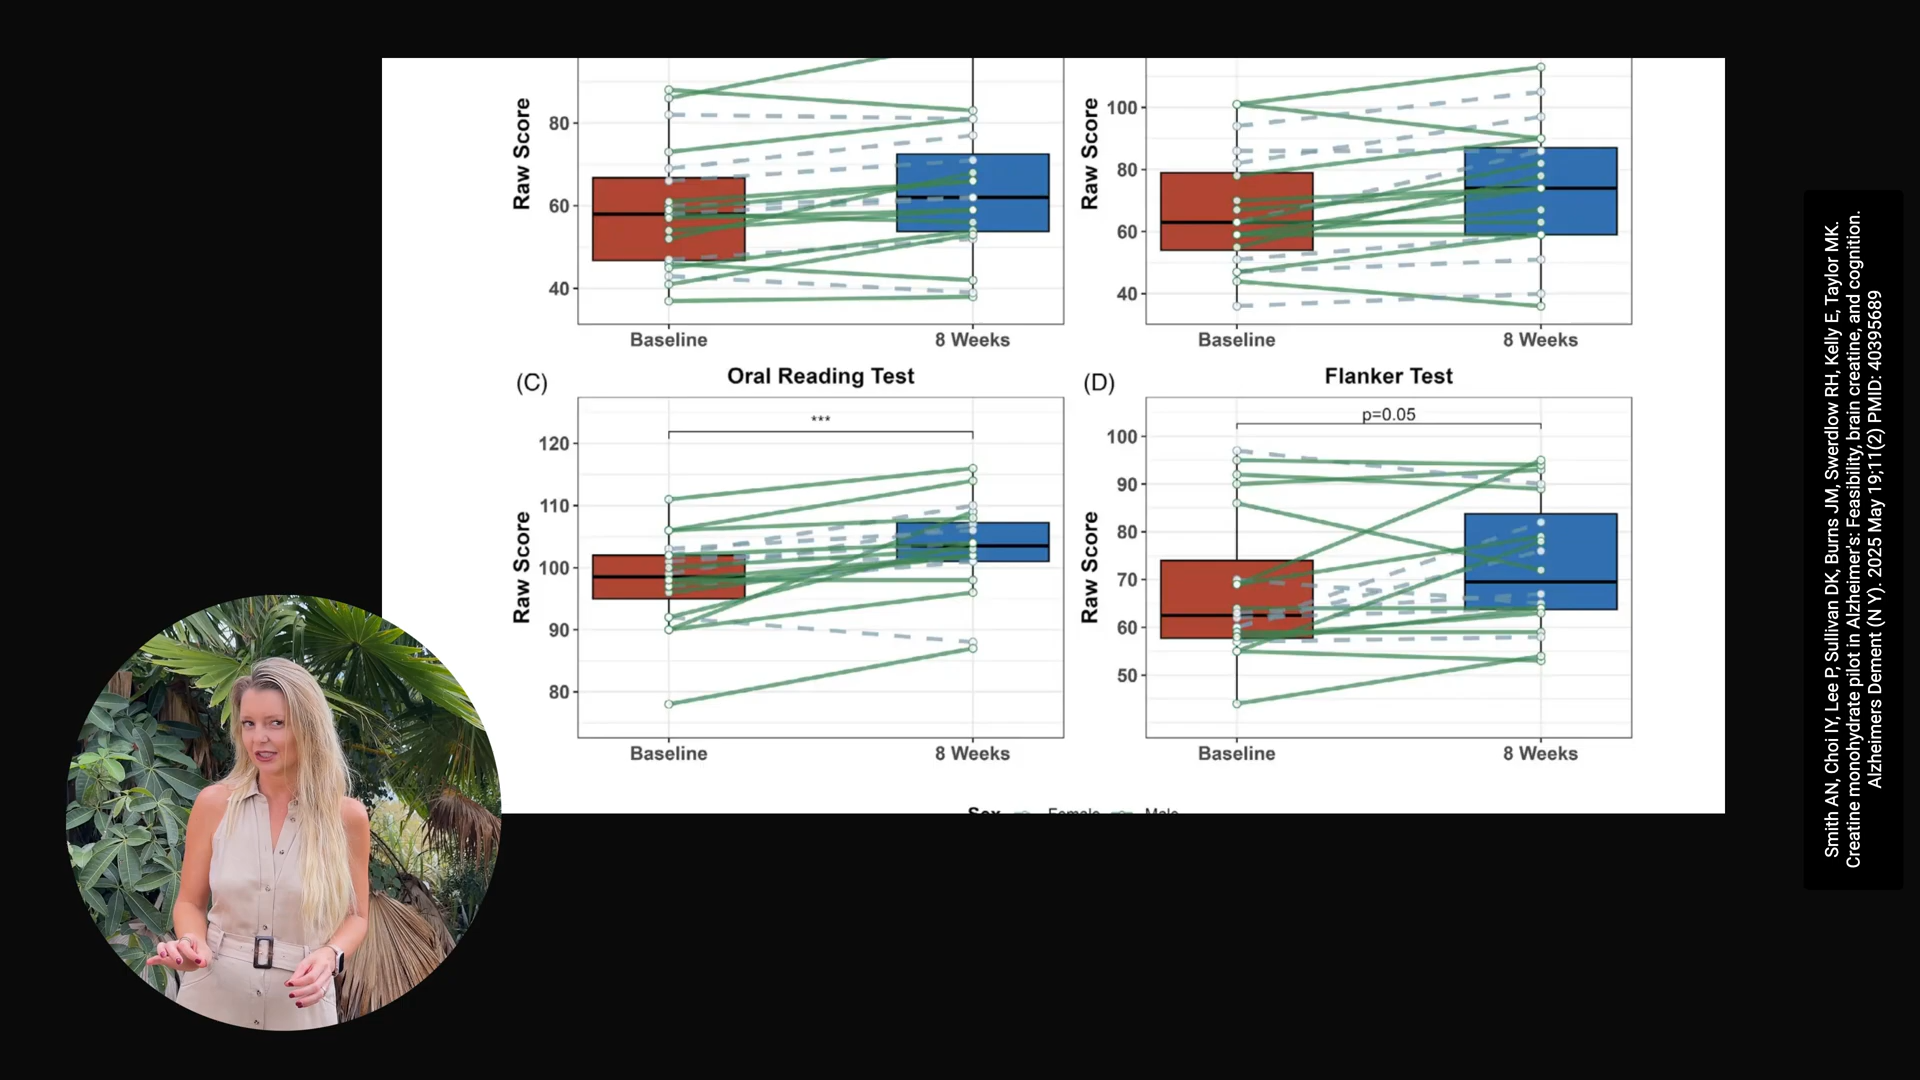 Raw Score
80
60
40
Baseline
8 Weeks
Raw Score
100
80
60
40
Baseline
8 Weeks
(C)
Oral Reading Test
***
Raw Score
120
110
100
90
80
Baseline
8 Weeks
(D)
Flanker Test
p=0.05
Raw Score
100
90
80
70
60
50
Baseline
8 Weeks
Sex Female Male
Smith AN, Choi IY, Lee P, Sullivan DK, Burns JM, Swerdlow RH, Kelly E, Taylor MK.
Creatine monohydrate pilot in Alzheimer's: Feasibility, brain creatine, and cognition.
Alzheimers Dement (N Y). 2025 May 19;11(2) PMID: 40395689